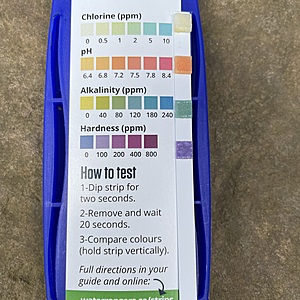 Chlorine (ppm)
0 0.5 1 2 5 10
pH
6.4 6.8 7.2 7.5 7.8 8.4
Alkalinity (ppm)
0 40 80 120 180 240
Hardness (ppm)
0 100 200 400 800
How to test
1-Dip strip for
two seconds.
2-Remove and wait
20 seconds.
3-Compare colours
(hold strip vertically).
Full directions in your
guide and online:
waterrangers.ca/strips